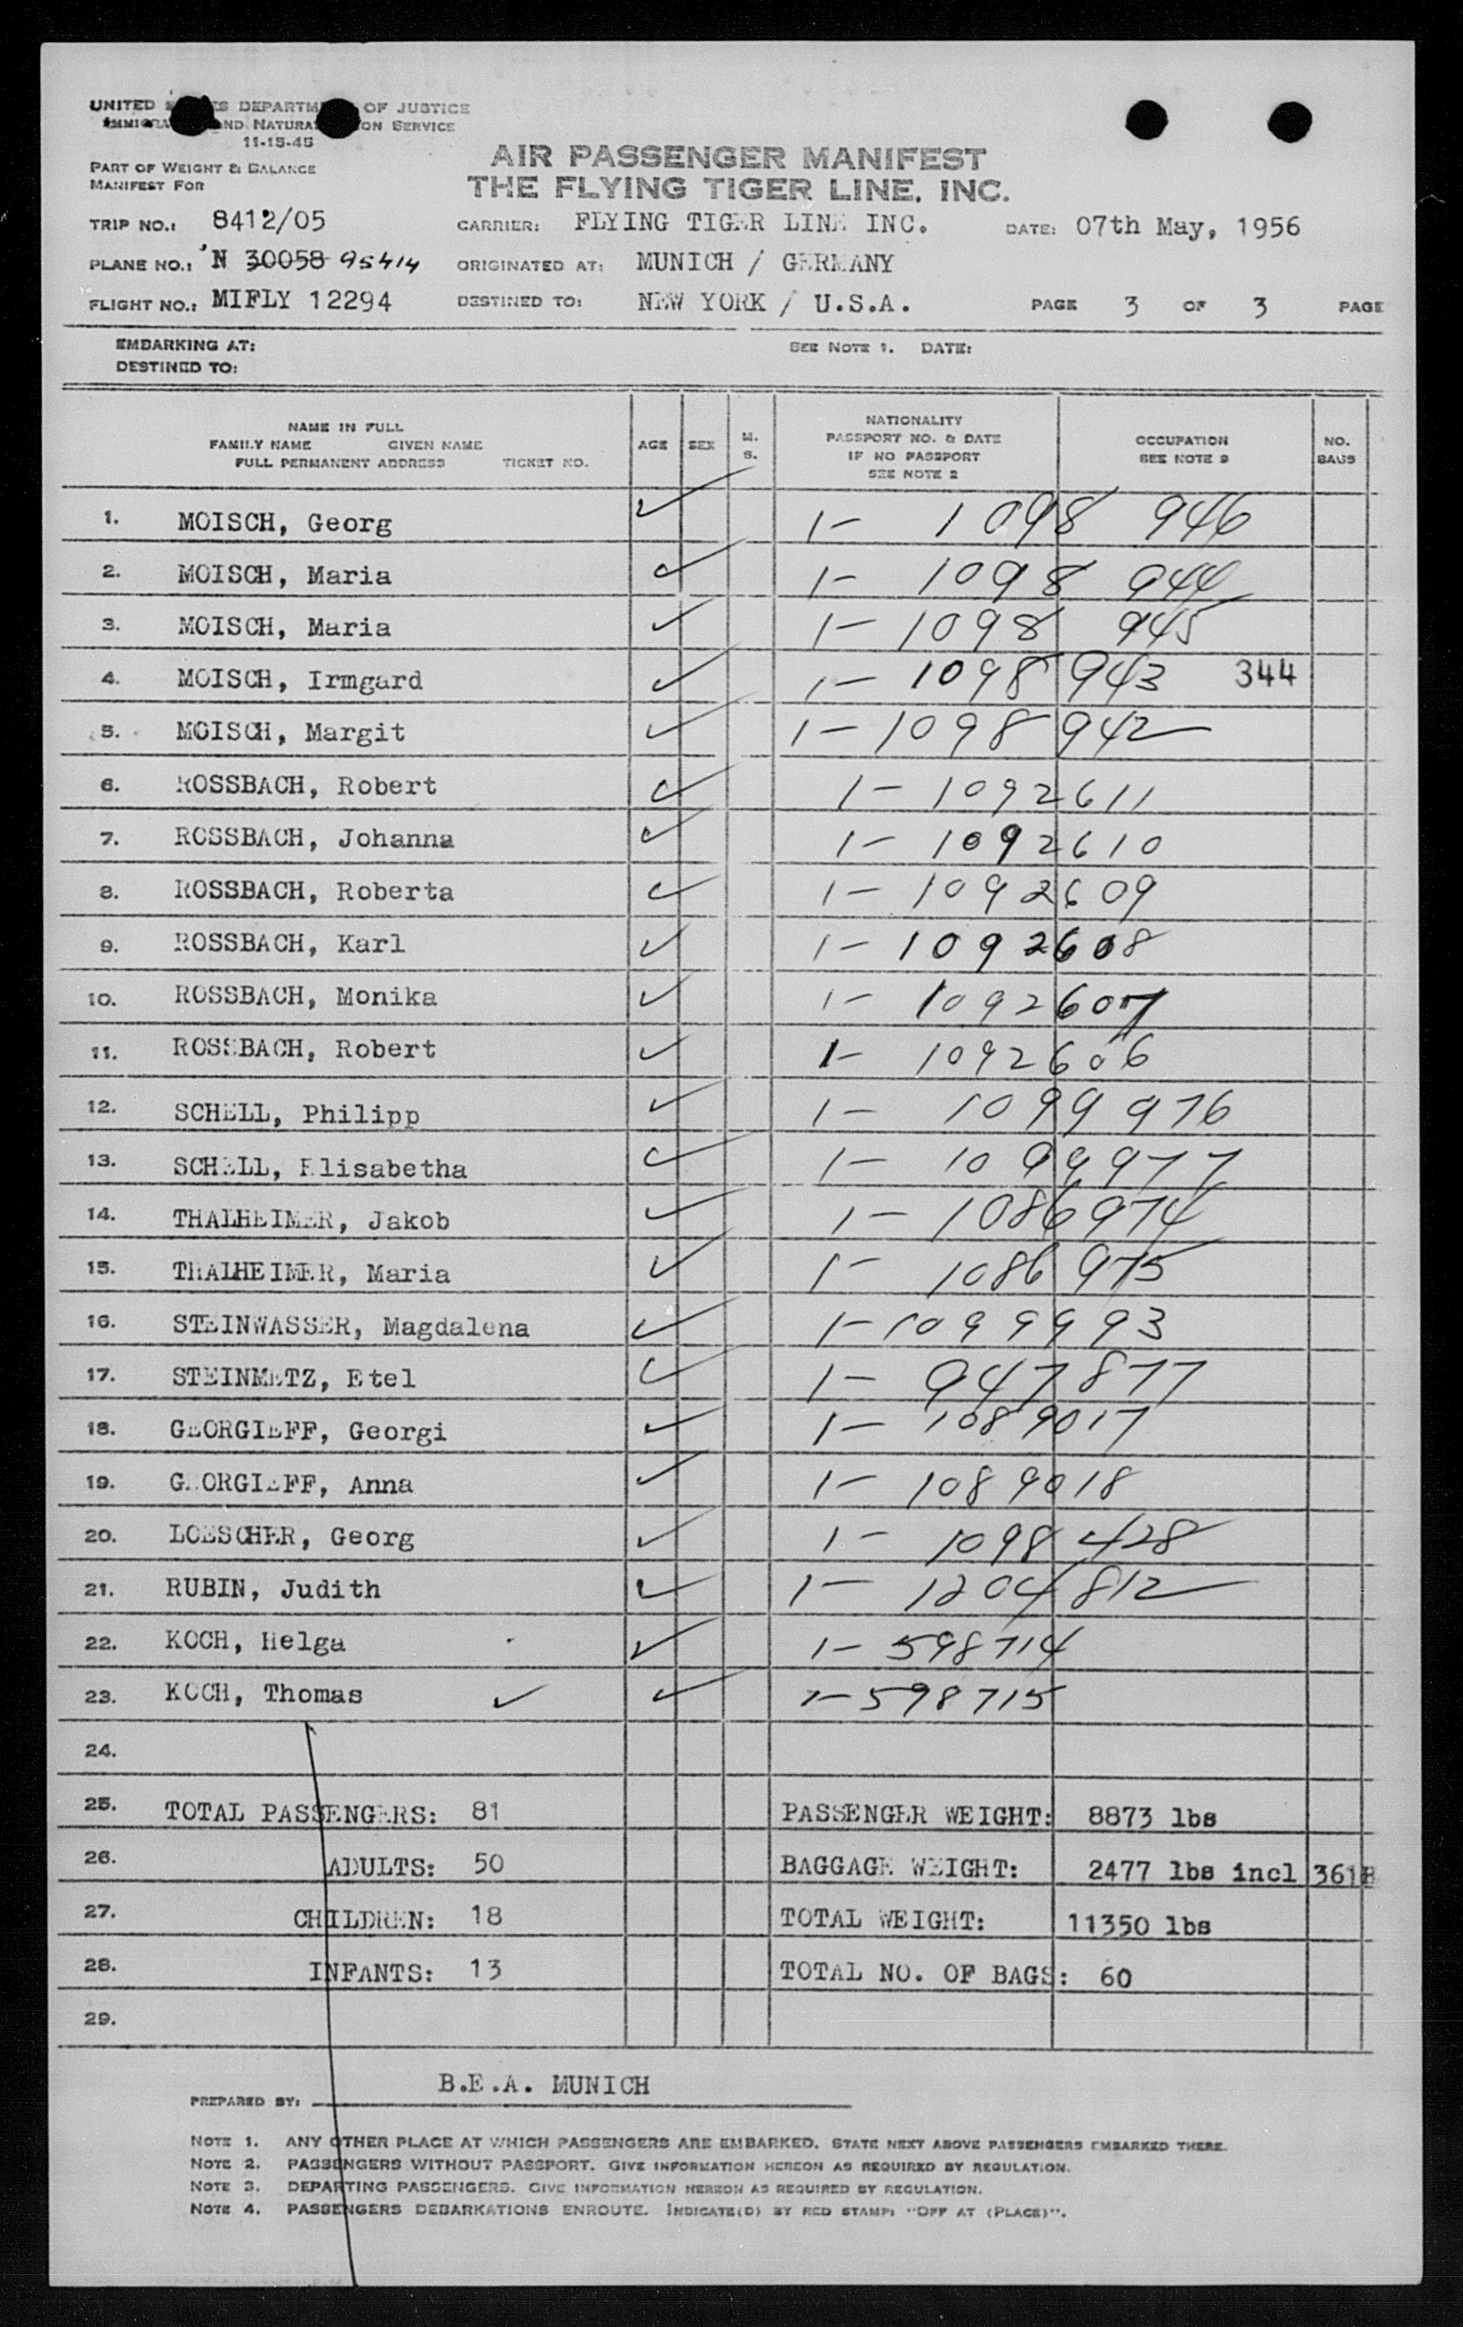 UNITED STATES DEPARTMENT OF JUSTICE
IMMIGRATION AND NATURALIZATION SERVICE
11-15-45
PART OF WEIGHT & BALANCE
MANIFEST FOR
AIR PASSENGER MANIFEST
THE FLYING TIGER LINE, INC.
TRIP NO.: 8412/05 CARRIER: FLYING TIGER LINE INC. DATE: 07th May, 1956
PLANE NO.: N 30058 95414 ORIGINATED AT: MUNICH / GERMANY
FLIGHT NO.: MIFLY 12294 DESTINED TO: NEW YORK / U.S.A. PAGE 3 OF 3 PAGE
EMBARKING AT: SEE NOTE 1. DATE:
DESTINED TO:
NAME IN FULL
FAMILY NAME GIVEN NAME
FULL PERMANENT ADDRESS TICKET NO.
AGE SEX M. S.
NATIONALITY
PASSPORT NO. & DATE
IF NO PASSPORT
SEE NOTE 2
OCCUPATION
SEE NOTE 9
NO. BAGS
1. MOISCH, Georg 1- 1098 946
2. MOISCH, Maria 1- 1098 944
3. MOISCH, Maria 1- 1098 945
4. MOISCH, Irmgard 1- 1098 943 344
5. MOISCH, Margit 1- 1098 942
6. ROSSBACH, Robert 1- 1092611
7. ROSSBACH, Johanna 1- 1092610
8. ROSSBACH, Roberta 1- 1092609
9. ROSSBACH, Karl 1- 1092608
10. ROSSBACH, Monika 1- 1092607
11. ROSSBACH, Robert 1- 1092606
12. SCHELL, Philipp 1- 1099 976
13. SCHELL, Elisabetha 1- 1099977
14. THALHEIMER, Jakob 1- 1086974
15. THALHEIMER, Maria 1- 1086 975
16. STEINWASSER, Magdalena 1- 1099993
17. STEINMETZ, Etel 1- 947 877
18. GEORGIEFF, Georgi 1- 1089017
19. GEORGIEFF, Anna 1- 1089018
20. LOESCHER, Georg 1- 1098 428
21. RUBIN, Judith 1- 1204 812
22. KOCH, Helga 1- 598714
23. KOCH, Thomas 1- 598715
24.
25. TOTAL PASSENGERS: 81 PASSENGER WEIGHT: 8873 lbs
26. ADULTS: 50 BAGGAGE WEIGHT: 2477 lbs incl
27. CHILDREN: 18 TOTAL WEIGHT: 11350 lbs
28. INFANTS: 13 TOTAL NO. OF BAGS: 60
29.
PREPARED BY: B.E.A. MUNICH
NOTE 1. ANY OTHER PLACE AT WHICH PASSENGERS ARE EMBARKED. STATE NEXT ABOVE PASSENGERS EMBARKED THERE.
NOTE 2. PASSENGERS WITHOUT PASSPORT. GIVE INFORMATION HEREON AS REQUIRED BY REGULATION.
NOTE 3. DEPARTING PASSENGERS. GIVE INFORMATION HEREON AS REQUIRED BY REGULATION.
NOTE 4. PASSENGERS DEBARKATIONS ENROUTE. INDICATE(D) BY RED STAMP: "OFF AT (PLACE)".